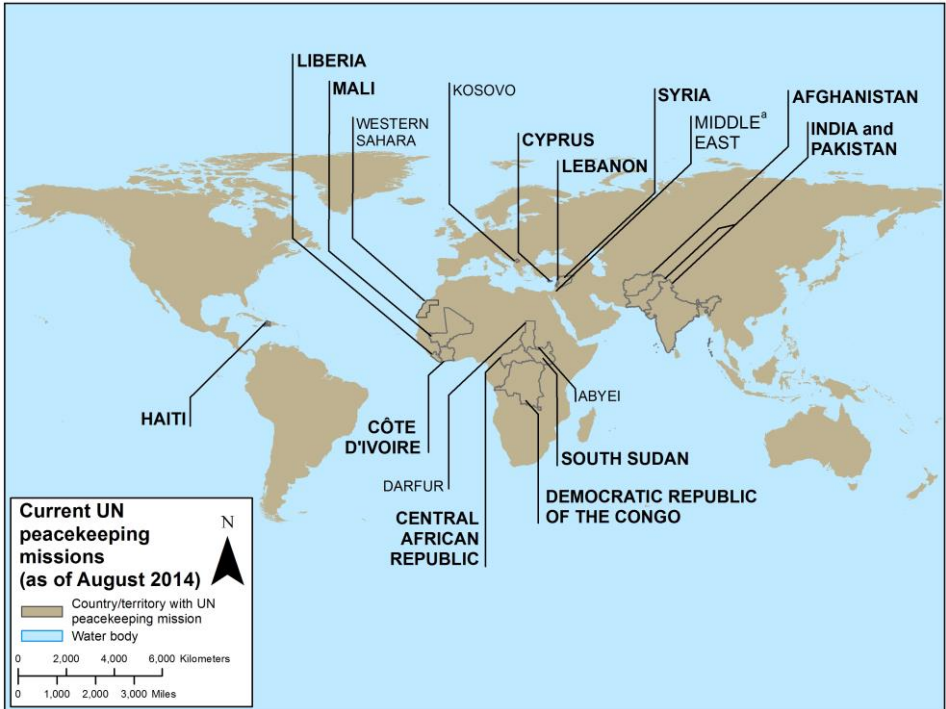 LIBERIA
MALI
WESTERN
SAHARA
KOSOVO
CYPRUS
LEBANON
SYRIA
MIDDLEª
EAST
AFGHANISTAN
INDIA and
PAKISTAN
HAITI
CÔTE
D'IVOIRE
DARFUR
CENTRAL
AFRICAN
REPUBLIC
ABYEI
SOUTH SUDAN
DEMOCRATIC REPUBLIC
OF THE CONGO
Current UN
peacekeeping
missions
(as of August 2014)
N
Country/territory with UN
peacekeeping mission
Water body
0 2,000 4,000 6,000 Kilometers
0 1,000 2,000 3,000 Miles